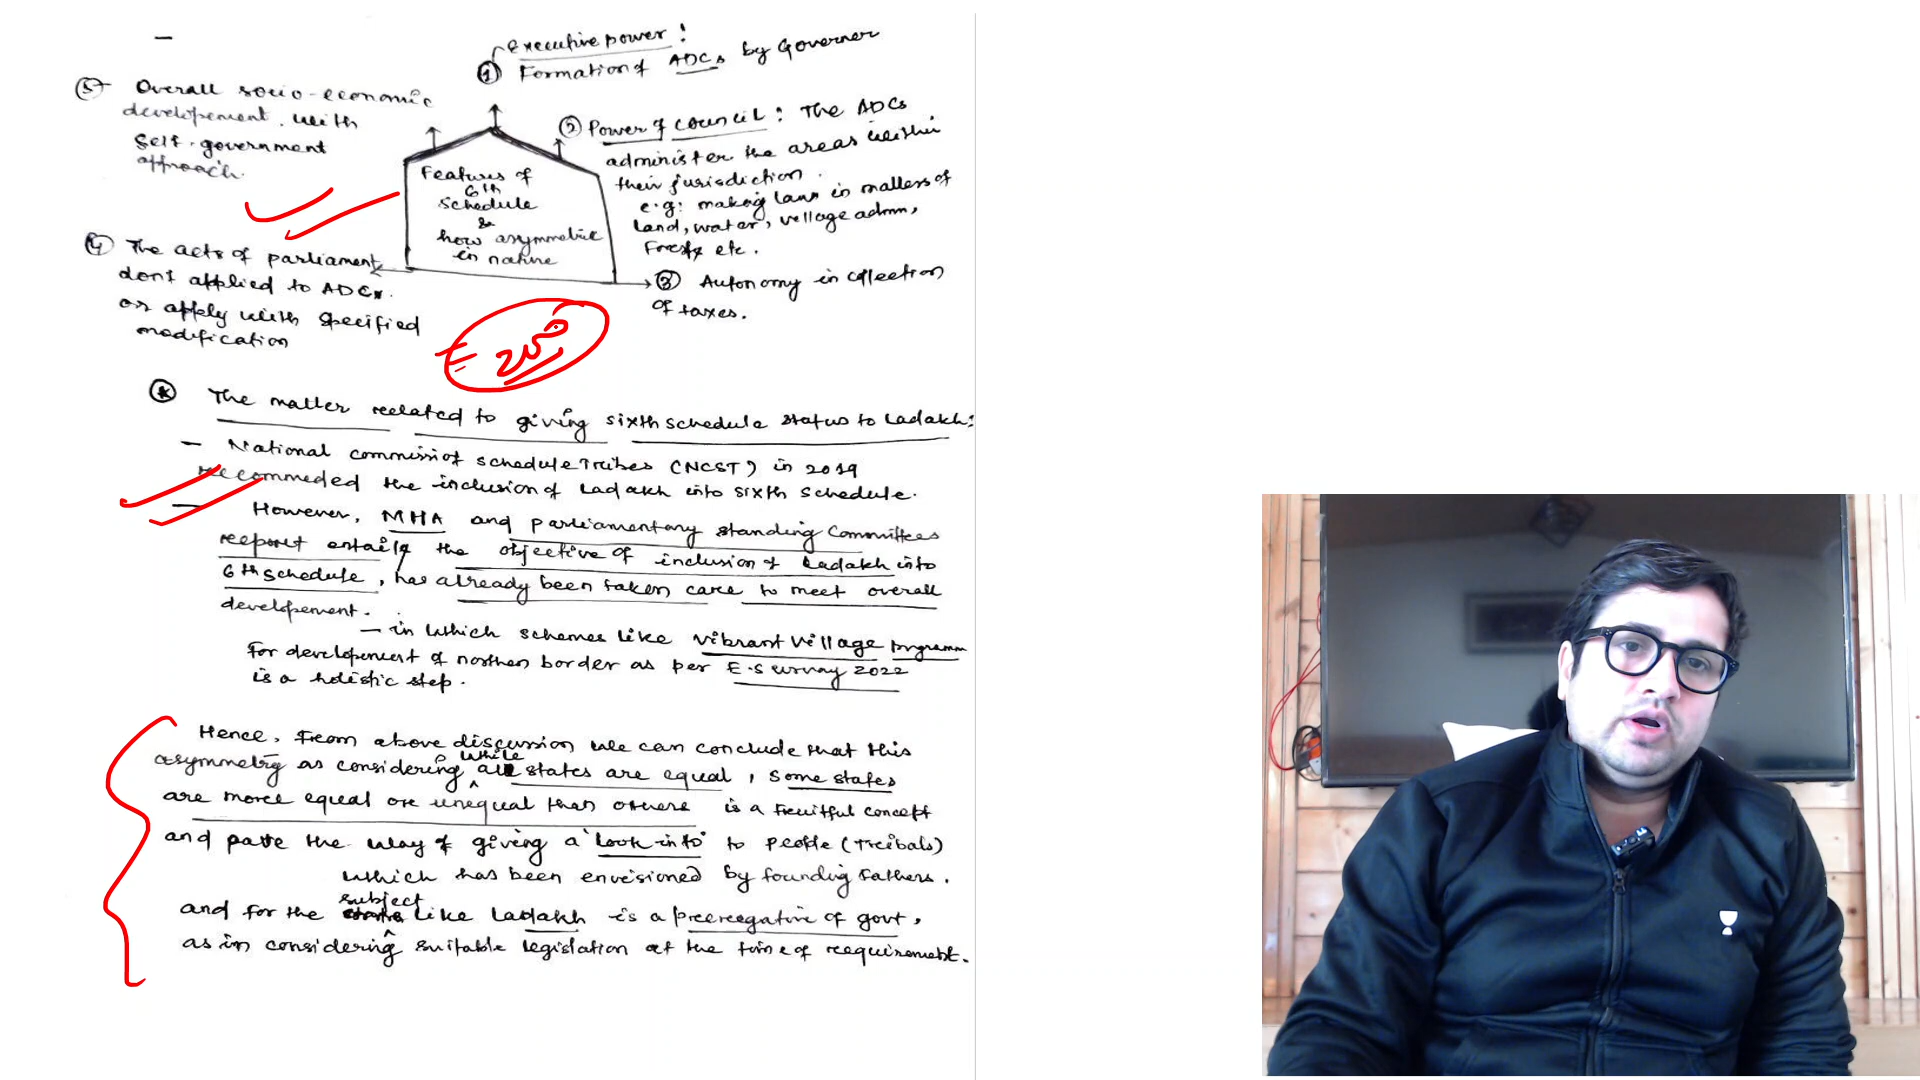 Executive power :
① Formation of ADCs by Governer
⑤ Overall socio-economic
developement. with
self-government
approach.
② Power of council : The ADCs
administer the areas within
their jurisdiction.
e.g: making laws in matters of
land, water, village admn,
Forests etc.
Features of
6th
schedule
&
how asymmetric
in nature
④ The acts of parliament
dont applied to ADCs.
or apply with specified
modification
③ Autonomy in collection
of taxes.
The matter related to giving sixth schedule status to Ladakh:
– National commissi of schedule Tribes (NCST) in 2019
recommeded the inclusion of Ladakh into sixth schedule.
– However, MHA and parliamentary standing Committees
report entails the objective of inclusion of Ladakh into
6th schedule, has already been taken care to meet overall
developement.
– in which schemes like vibrant village programm
for developement of northen border as per E.Survay 2022
is a holistic step.
Hence, From above discussion we can conclude that this
asymmetry as considering while all states are equal, some states
are more equal or unequal than others is a fruitful concept
and pave the way of giving a 'look into' to people (Treibals)
which has been envisioned by founding fathers.
and for the subject like Ladakh is a prerogative of govt,
as in considering suitable legislation at the time of requirement.